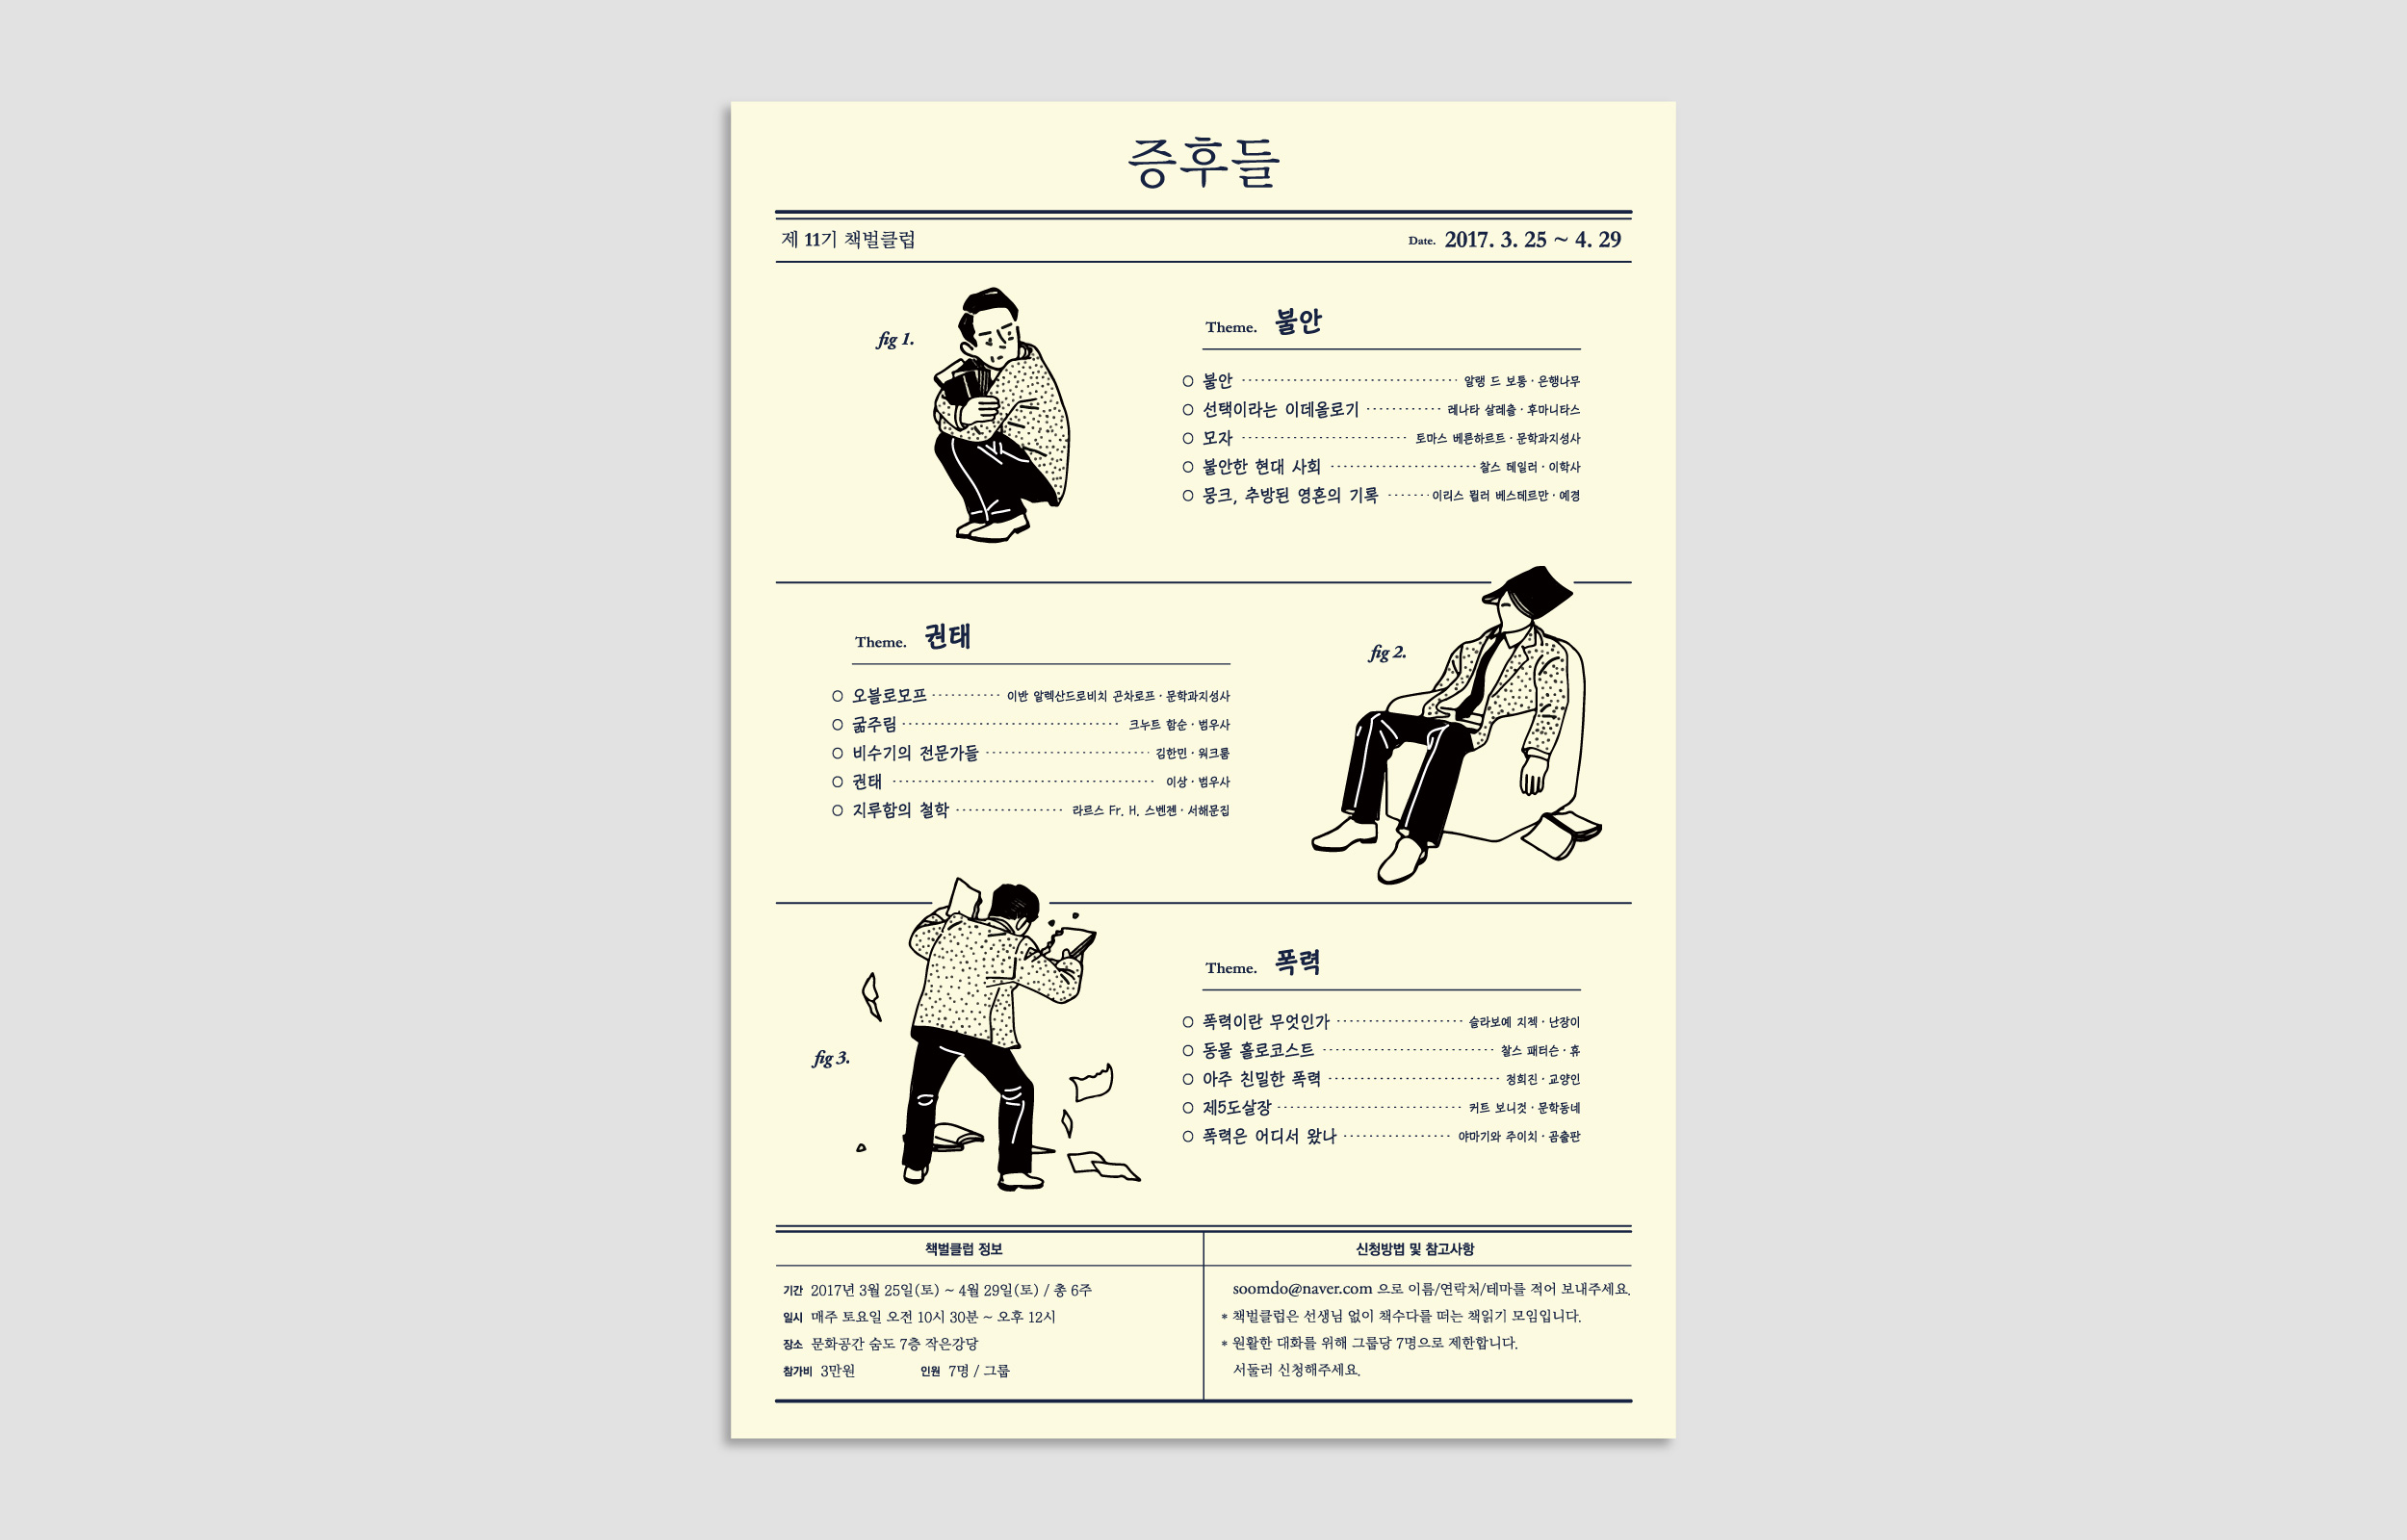 증후들
제 11기 책벌클럽
Date. 2017. 3. 25 ~ 4. 29
fig 1.
Theme. 불안
불안 알랭 드 보통 · 은행나무
선택이라는 이데올로기 레나타 살레츨 · 후마니타스
모자 토마스 베른하르트 · 문학과지성사
불안한 현대 사회 찰스 테일러 · 이학사
뭉크, 추방된 영혼의 기록 이리스 뮐러 베스테르만 · 예경
Theme. 권태
오블로모프 이반 알렉산드로비치 곤차로프 · 문학과지성사
굶주림 크누트 함순 · 범우사
비수기의 전문가들 김한민 · 워크룸
권태 이상 · 범우사
지루함의 철학 라르스 Fr. H. 스벤젠 · 서해문집
fig 2.
fig 3.
Theme. 폭력
폭력이란 무엇인가 슬라보예 지젝 · 난장이
동물 홀로코스트 찰스 패터슨 · 휴
아주 친밀한 폭력 정희진 · 교양인
제5도살장 커트 보니것 · 문학동네
폭력은 어디서 왔나 야마기와 주이치 · 곰출판
책벌클럽 정보
기간 2017년 3월 25일(토) ~ 4월 29일(토) / 총 6주
일시 매주 토요일 오전 10시 30분 ~ 오후 12시
장소 문화공간 숨도 7층 작은강당
참가비 3만원 인원 7명 / 그룹
신청방법 및 참고사항
soomdo@naver.com 으로 이름/연락처/테마를 적어 보내주세요.
* 책벌클럽은 선생님 없이 책수다를 떠는 책읽기 모임입니다.
* 원활한 대화를 위해 그룹당 7명으로 제한합니다.
서둘러 신청해주세요.